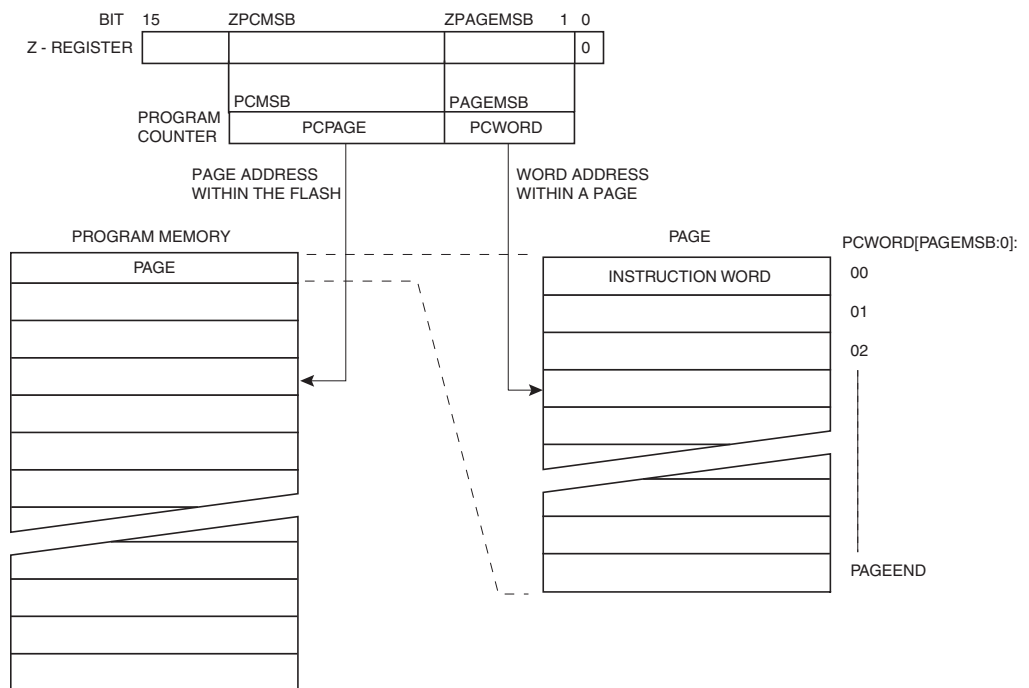 BIT 15 ZPCMSB ZPAGEMSB 1 0
Z - REGISTER 0
PCMSB PAGEMSB
PROGRAM
COUNTER
PCPAGE PCWORD
PAGE ADDRESS
WITHIN THE FLASH
WORD ADDRESS
WITHIN A PAGE
PROGRAM MEMORY
PAGE
PAGE
PCWORD[PAGEMSB:0]:
INSTRUCTION WORD
00
01
02
PAGEEND